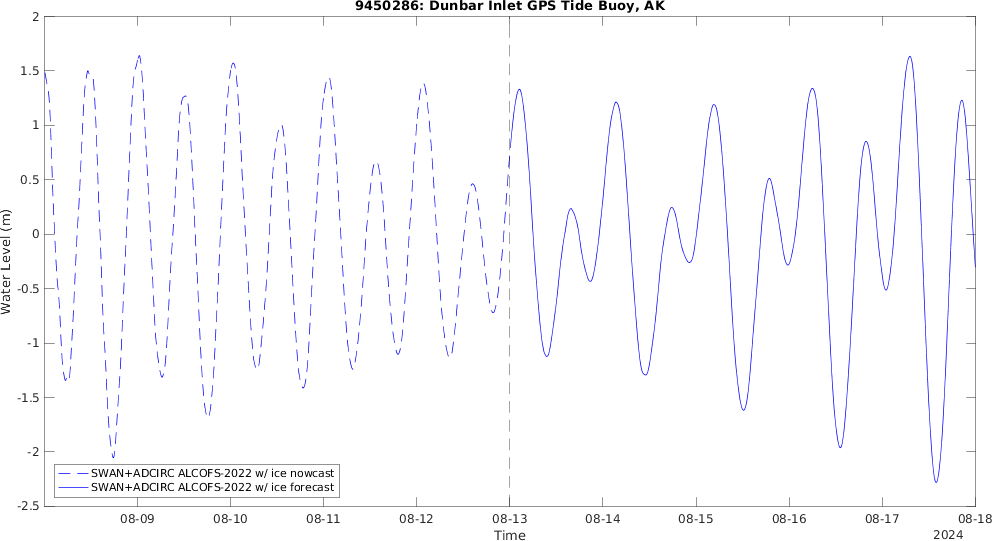 9450286: Dunbar Inlet GPS Tide Buoy, AK
2
1.5
1
0.5
0
-0.5
-1
-1.5
-2
-2.5
Water Level (m)
SWAN+ADCIRC ALCOFS-2022 w/ ice nowcast
SWAN+ADCIRC ALCOFS-2022 w/ ice forecast
08-09 08-10 08-11 08-12 08-13 08-14 08-15 08-16 08-17 08-18
Time
2024